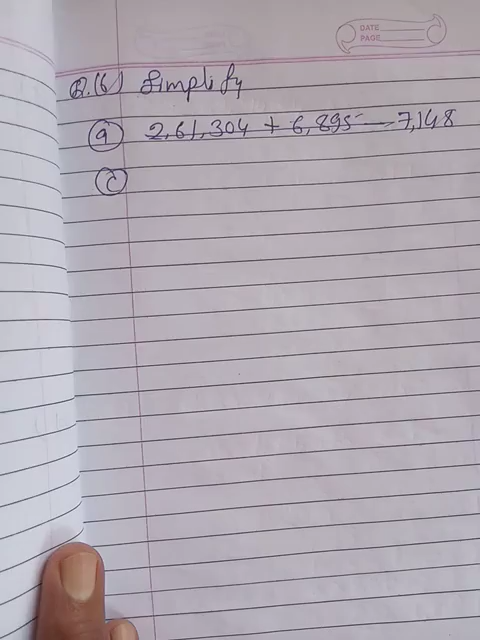 DATE
PAGE
Q.(6) Simplify
(a) 2,61,304 + 6,895 — 7,148
(c)